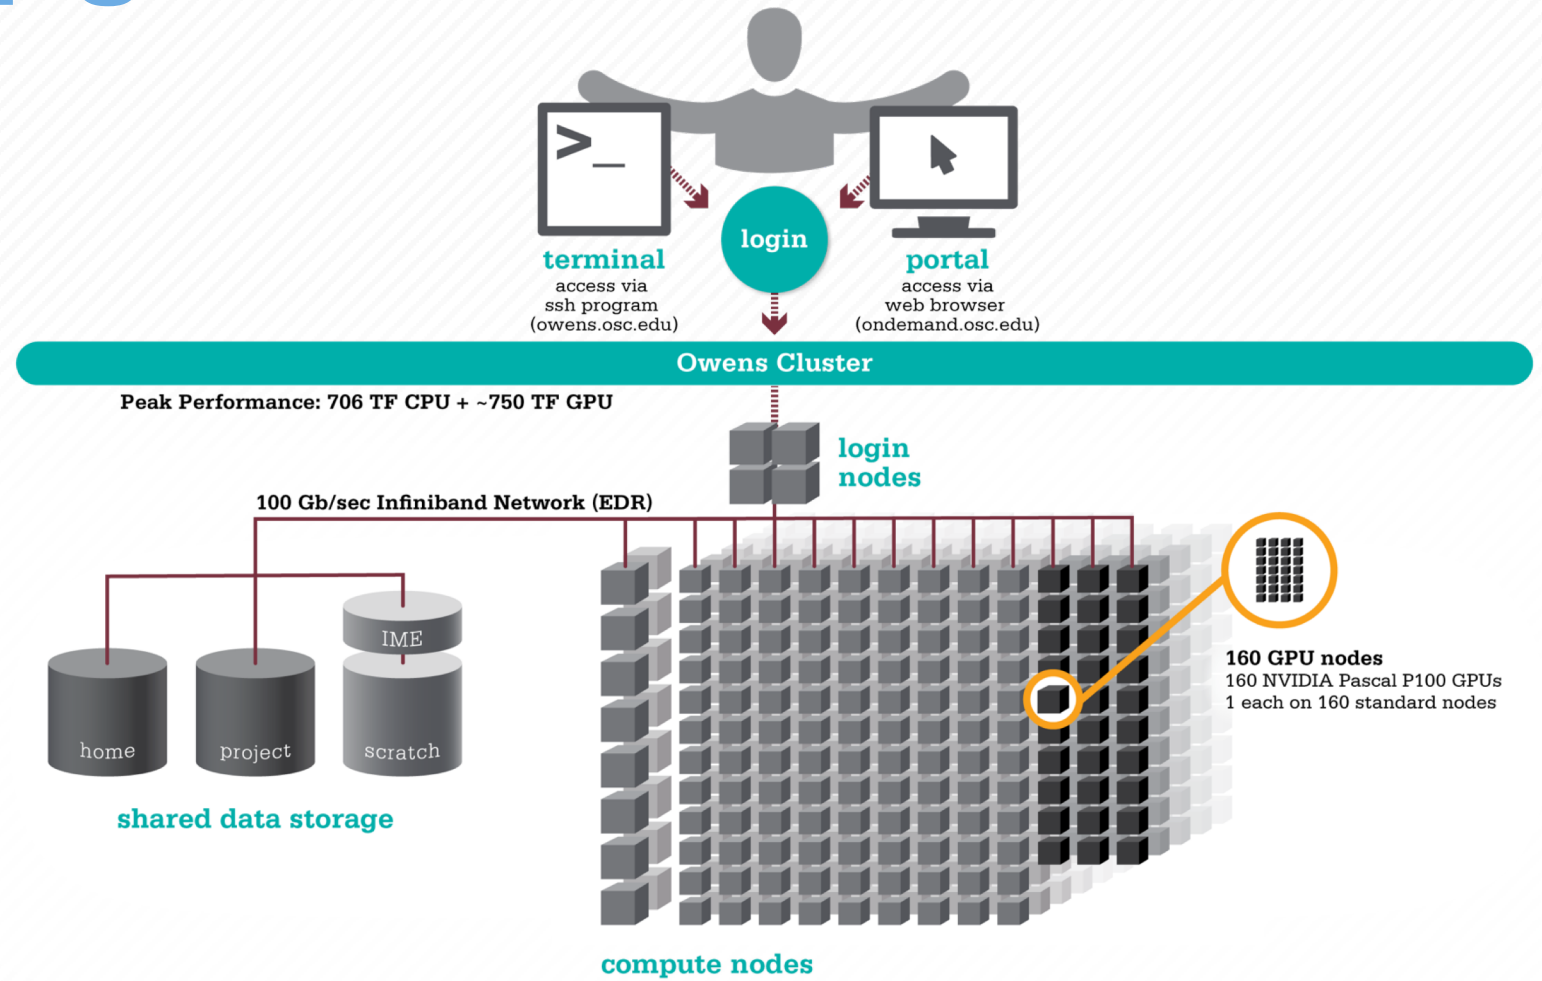 >_
login
terminal
access via
ssh program
(owens.osc.edu)
portal
access via
web browser
(ondemand.osc.edu)
Owens Cluster
Peak Performance: 706 TF CPU + ~750 TF GPU
login
nodes
100 Gb/sec Infiniband Network (EDR)
IME
home
project
scratch
shared data storage
160 GPU nodes
160 NVIDIA Pascal P100 GPUs
1 each on 160 standard nodes
compute nodes